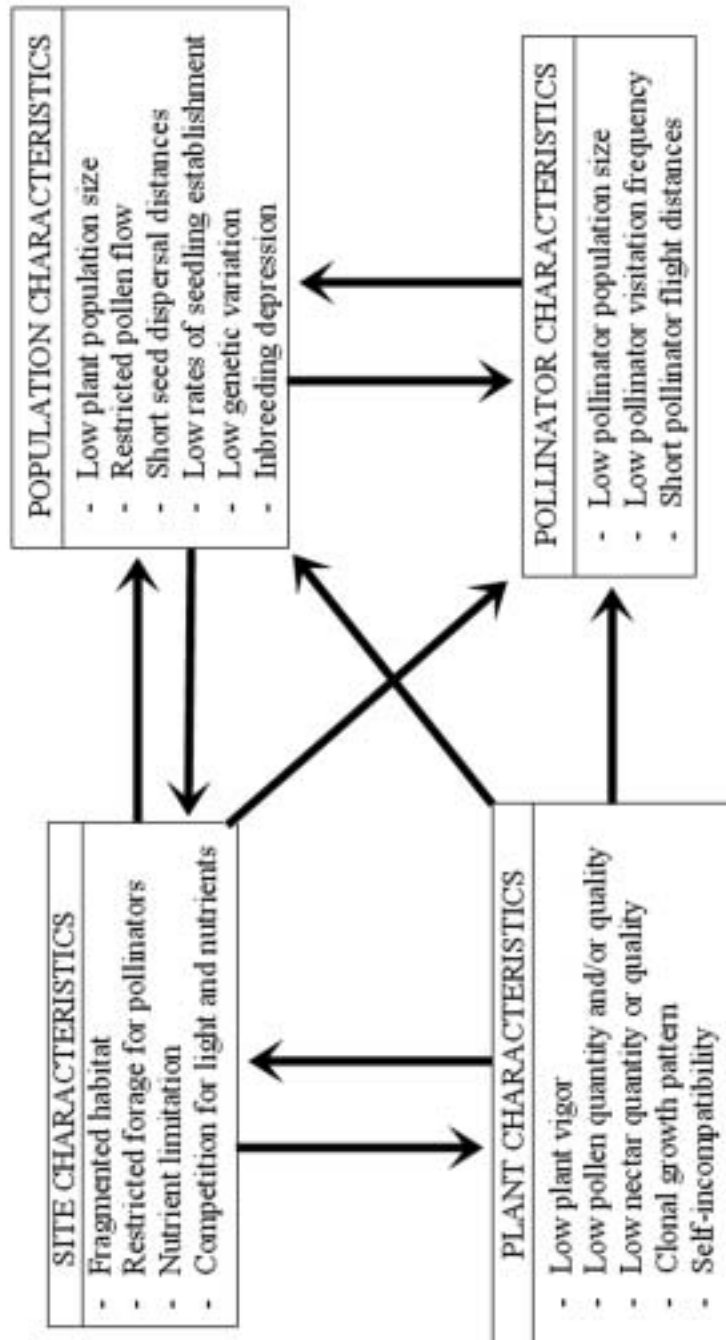 SITE CHARACTERISTICS
- Fragmented habitat
- Restricted forage for pollinators
- Nutrient limitation
- Competition for light and nutrients
POPULATION CHARACTERISTICS
- Low plant population size
- Restricted pollen flow
- Short seed dispersal distances
- Low rates of seedling establishment
- Low genetic variation
- Inbreeding depression
PLANT CHARACTERISTICS
- Low plant vigor
- Low pollen quantity and/or quality
- Low nectar quantity or quality
- Clonal growth pattern
- Self-incompatibility
POLLINATOR CHARACTERISTICS
- Low pollinator population size
- Low pollinator visitation frequency
- Short pollinator flight distances